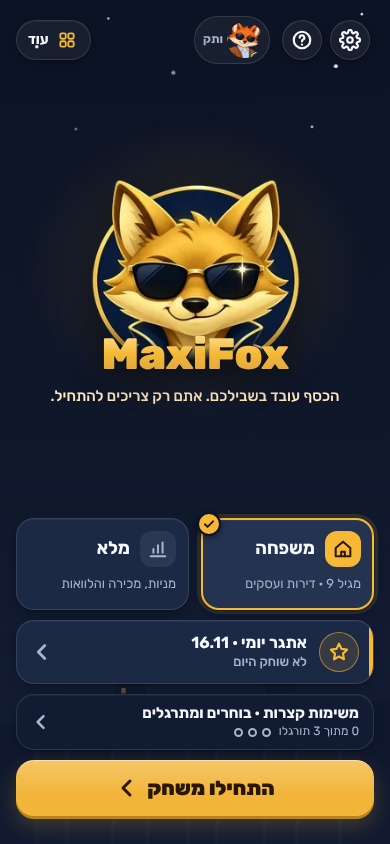 ותק
עוֹד
MaxiFox
הכסף עובד בשבילכם. אתם רק צריכים להתחיל.
משפחה
מגיל 9 · דירות ועסקים
מלא
מניות, מכירה והלוואות
אתגר יומי · 16.11
לא שוחק היום
משימות קצרות · בוחרים ומתרגלים
0 מתוך 3 תורגלו
התחילו משחק